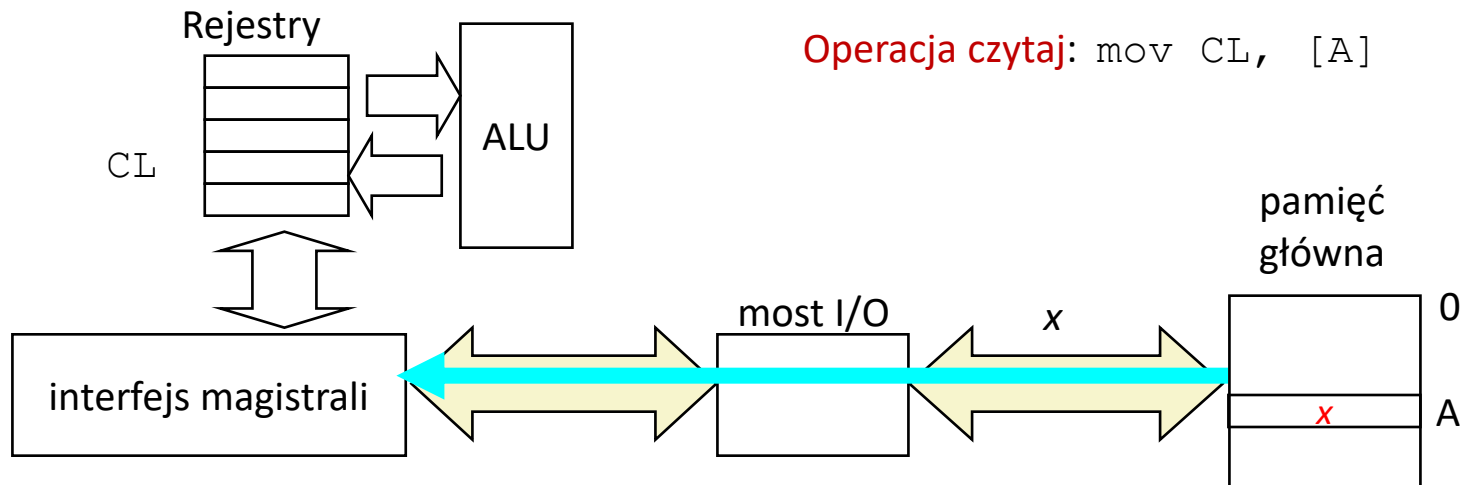 Rejestry
Operacja czytaj: mov CL, [A]
ALU
CL
pamięć
główna
0
most I/O
x
interfejs magistrali
x
A